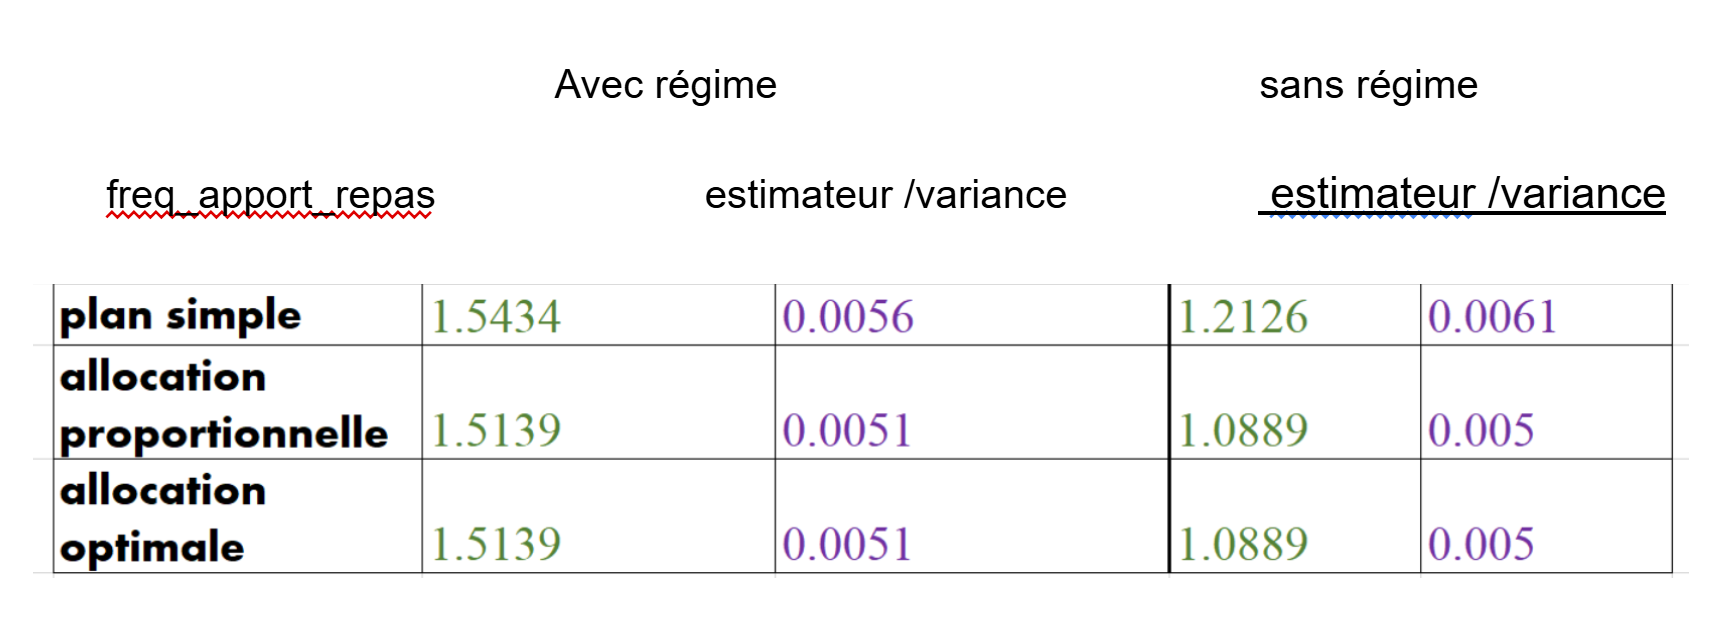 Avec régime sans régime
freq_apport_repas estimateur /variance estimateur /variance
plan simple 1.5434 0.0056 1.2126 0.0061
allocation
proportionnelle 1.5139 0.0051 1.0889 0.005
allocation
optimale 1.5139 0.0051 1.0889 0.005